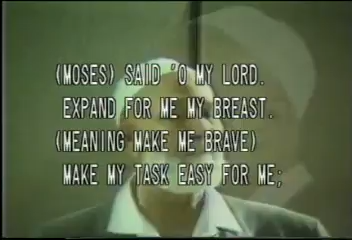 (MOSES) SAID 'O MY LORD.
EXPAND FOR ME MY BREAST.
(MEANING MAKE ME BRAVE)
MAKE MY TASK EASY FOR ME;